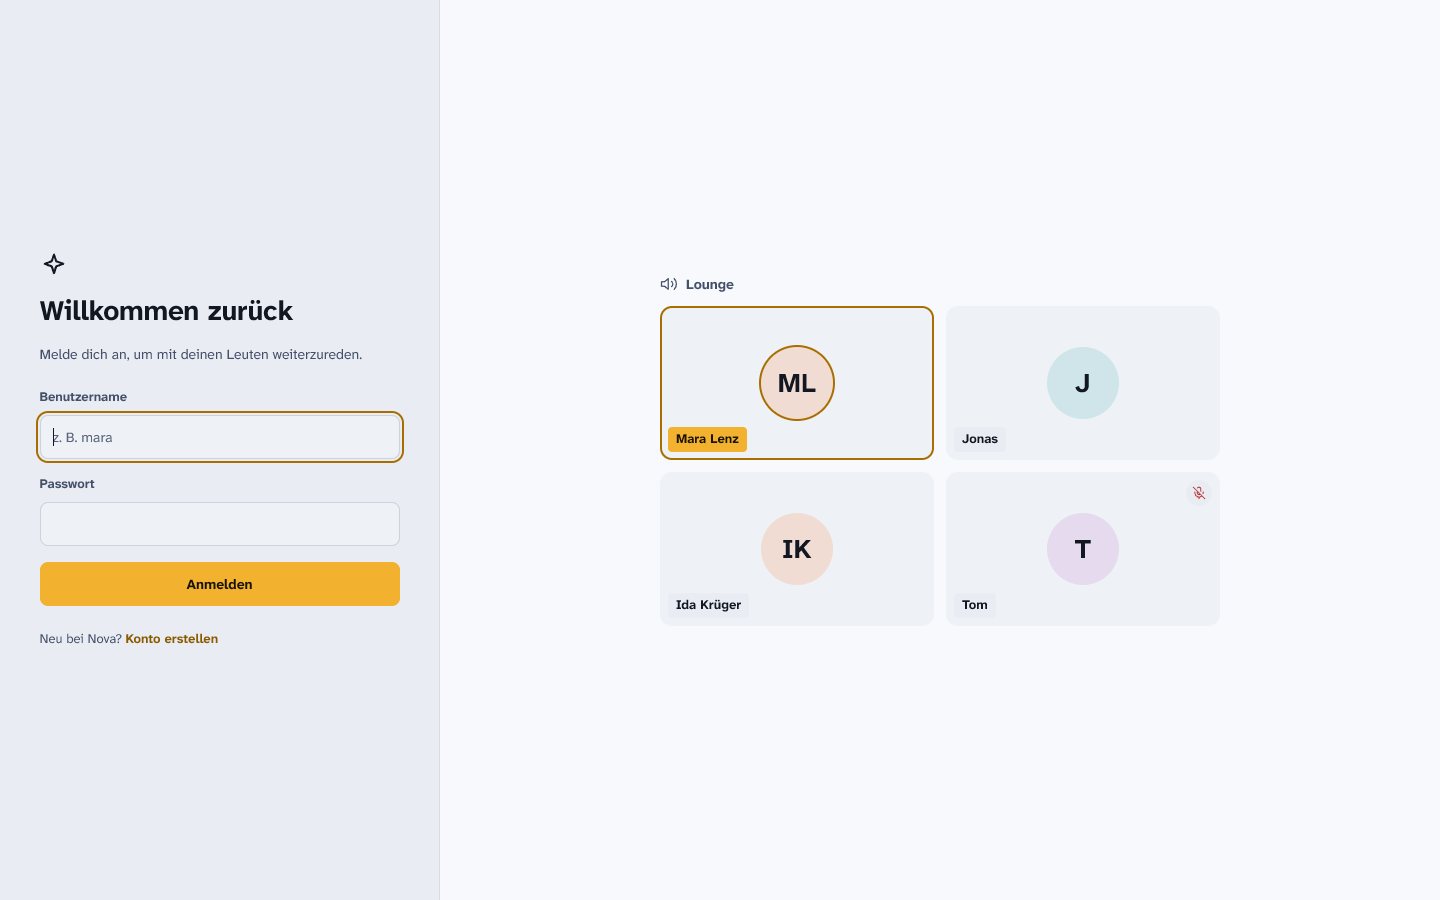 Willkommen zurück
Melde dich an, um mit deinen Leuten weiterzureden.
Benutzername
z. B. mara
Passwort
Anmelden
Neu bei Nova? Konto erstellen
Lounge
ML
Mara Lenz
J
Jonas
IK
Ida Krüger
T
Tom